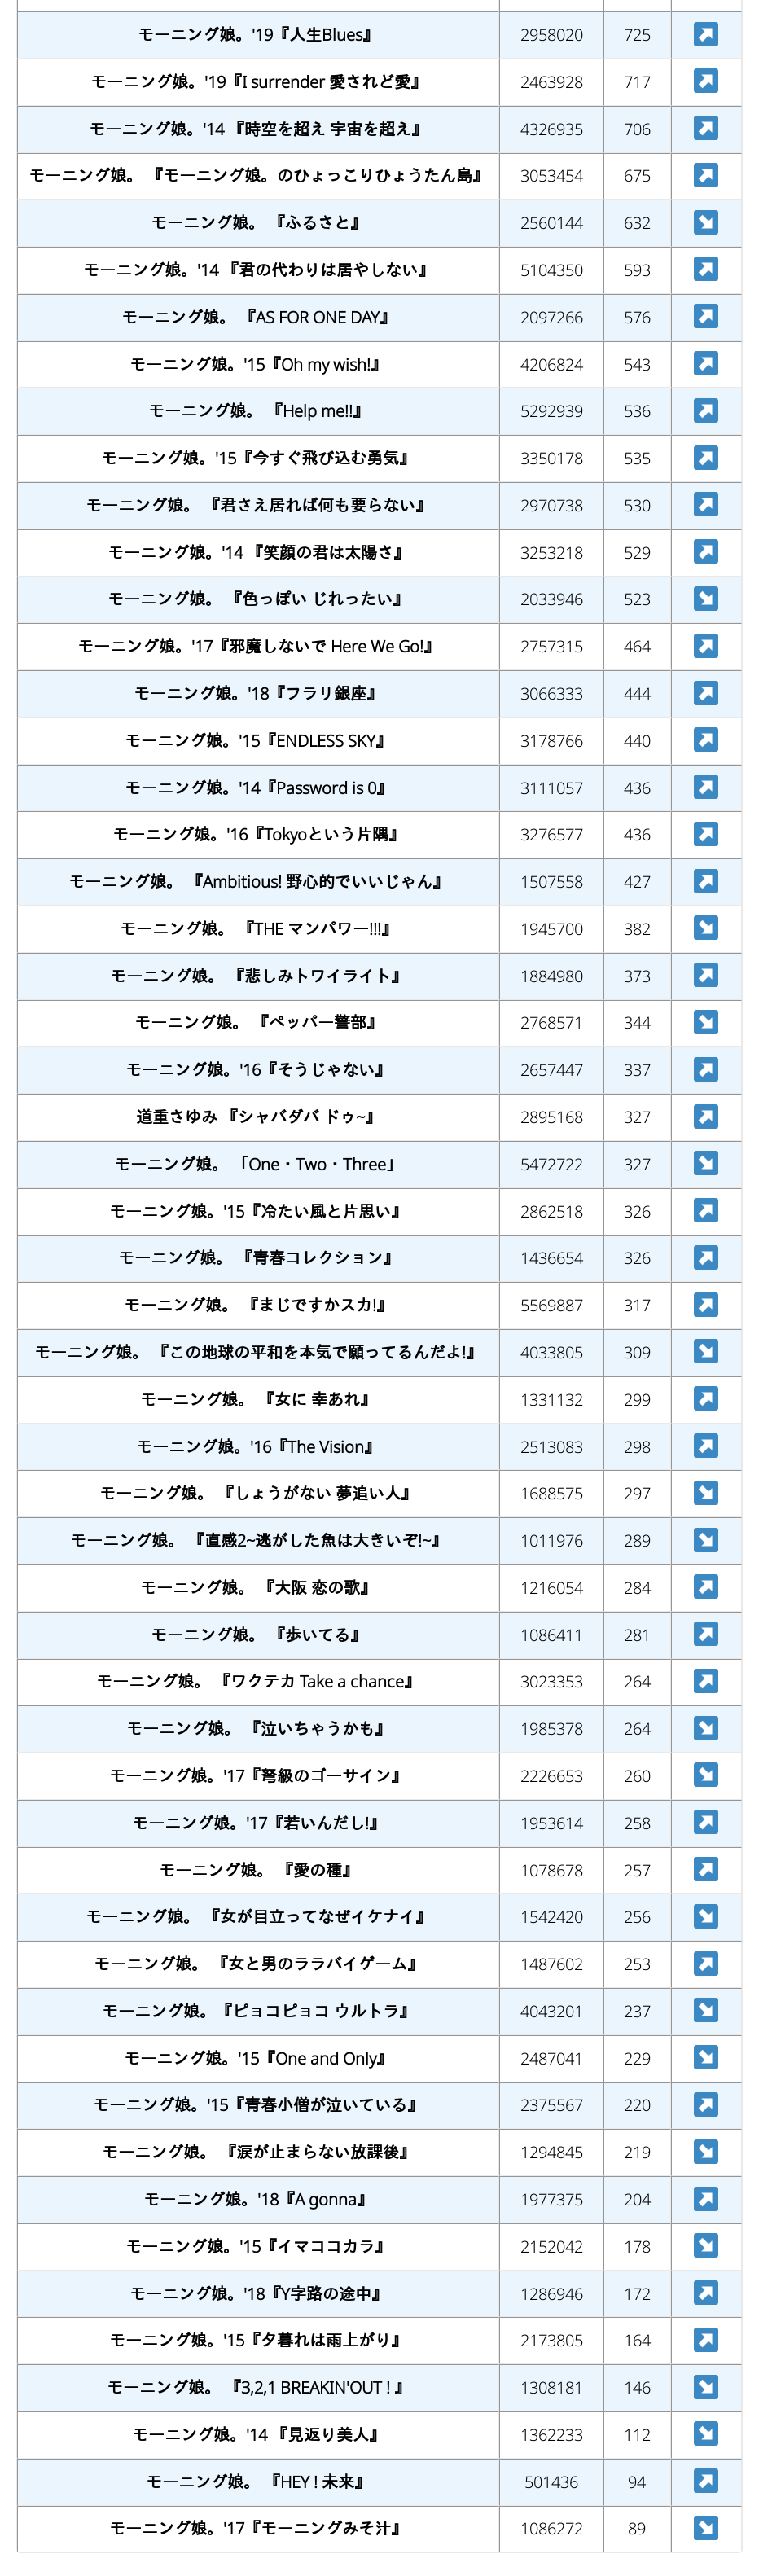 モーニング娘。'19『人生Blues』 2958020 725 ↗
モーニング娘。'19『I surrender 愛されど愛』 2463928 717 ↗
モーニング娘。'14 『時空を超え 宇宙を超え』 4326935 706 ↗
モーニング娘。 『モーニング娘。のひょっこりひょうたん島』 3053454 675 ↗
モーニング娘。 『ふるさと』 2560144 632 ↘
モーニング娘。'14 『君の代わりは居やしない』 5104350 593 ↗
モーニング娘。 『AS FOR ONE DAY』 2097266 576 ↗
モーニング娘。'15『Oh my wish!』 4206824 543 ↗
モーニング娘。 『Help me!!』 5292939 536 ↗
モーニング娘。'15『今すぐ飛び込む勇気』 3350178 535 ↗
モーニング娘。 『君さえ居れば何も要らない』 2970738 530 ↗
モーニング娘。'14 『笑顔の君は太陽さ』 3253218 529 ↗
モーニング娘。 『色っぽい じれったい』 2033946 523 ↘
モーニング娘。'17『邪魔しないで Here We Go!』 2757315 464 ↗
モーニング娘。'18『フラリ銀座』 3066333 444 ↗
モーニング娘。'15『ENDLESS SKY』 3178766 440 ↗
モーニング娘。'14『Password is 0』 3111057 436 ↗
モーニング娘。'16『Tokyoという片隅』 3276577 436 ↗
モーニング娘。 『Ambitious! 野心的でいいじゃん』 1507558 427 ↗
モーニング娘。 『THE マンパワー!!!』 1945700 382 ↘
モーニング娘。 『悲しみトワイライト』 1884980 373 ↗
モーニング娘。 『ペッパー警部』 2768571 344 ↘
モーニング娘。'16『そうじゃない』 2657447 337 ↗
道重さゆみ 『シャバダバ ドゥ~』 2895168 327 ↗
モーニング娘。 「One・Two・Three」 5472722 327 ↘
モーニング娘。'15『冷たい風と片思い』 2862518 326 ↗
モーニング娘。 『青春コレクション』 1436654 326 ↗
モーニング娘。 『まじですかスカ!』 5569887 317 ↗
モーニング娘。 『この地球の平和を本気で願ってるんだよ!』 4033805 309 ↘
モーニング娘。 『女に 幸あれ』 1331132 299 ↗
モーニング娘。'16『The Vision』 2513083 298 ↗
モーニング娘。 『しょうがない 夢追い人』 1688575 297 ↘
モーニング娘。 『直感2~逃がした魚は大きいぞ!~』 1011976 289 ↘
モーニング娘。 『大阪 恋の歌』 1216054 284 ↗
モーニング娘。 『歩いてる』 1086411 281 ↗
モーニング娘。 『ワクテカ Take a chance』 3023353 264 ↗
モーニング娘。 『泣いちゃうかも』 1985378 264 ↘
モーニング娘。'17『弩級のゴーサイン』 2226653 260 ↘
モーニング娘。'17『若いんだし!』 1953614 258 ↗
モーニング娘。 『愛の種』 1078678 257 ↗
モーニング娘。 『女が目立ってなぜイケナイ』 1542420 256 ↘
モーニング娘。 『女と男のララバイゲーム』 1487602 253 ↗
モーニング娘。『ピョコピョコ ウルトラ』 4043201 237 ↘
モーニング娘。'15『One and Only』 2487041 229 ↘
モーニング娘。'15『青春小僧が泣いている』 2375567 220 ↗
モーニング娘。 『涙が止まらない放課後』 1294845 219 ↘
モーニング娘。'18『A gonna』 1977375 204 ↗
モーニング娘。'15『イマココカラ』 2152042 178 ↘
モーニング娘。'18『Y字路の途中』 1286946 172 ↗
モーニング娘。'15『夕暮れは雨上がり』 2173805 164 ↗
モーニング娘。 『3,2,1 BREAKIN'OUT ! 』 1308181 146 ↘
モーニング娘。'14 『見返り美人』 1362233 112 ↘
モーニング娘。 『HEY ! 未来』 501436 94 ↗
モーニング娘。'17『モーニングみそ汁』 1086272 89 ↘